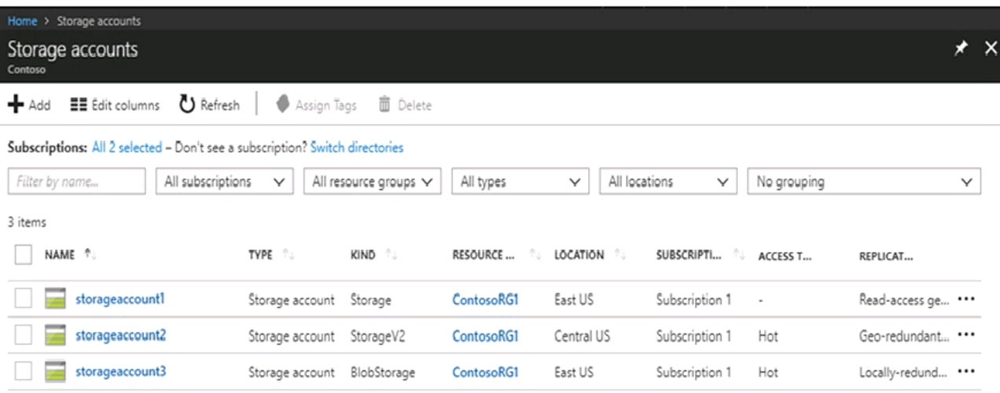 Home > Storage accounts
Storage accounts
Contoso
Add Edit columns Refresh Assign Tags Delete
Subscriptions: All 2 selected – Don't see a subscription? Switch directories
Filter by name... All subscriptions All resource groups All types All locations No grouping
3 items
NAME TYPE KIND RESOURCE ... LOCATION SUBSCRIPTI... ACCESS T... REPLICAT...
storageaccount1 Storage account Storage ContosoRG1 East US Subscription 1 - Read-access ge... •••
storageaccount2 Storage account StorageV2 ContosoRG1 Central US Subscription 1 Hot Geo-redundant... •••
storageaccount3 Storage account BlobStorage ContosoRG1 East US Subscription 1 Hot Locally-redund... •••